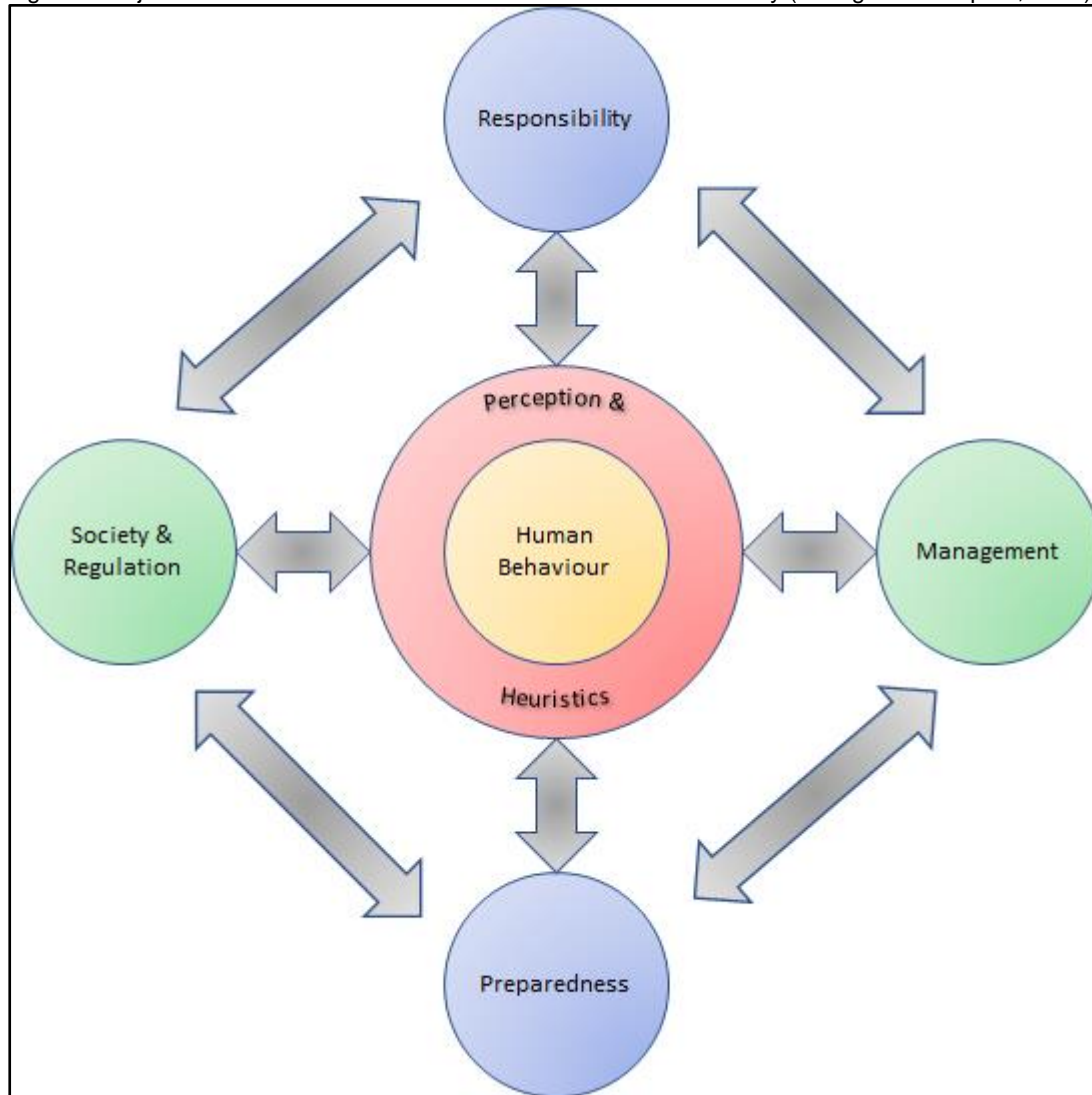 Responsibility
Perception &
Society &
Regulation
Human
Behaviour
Management
Heuristics
Preparedness